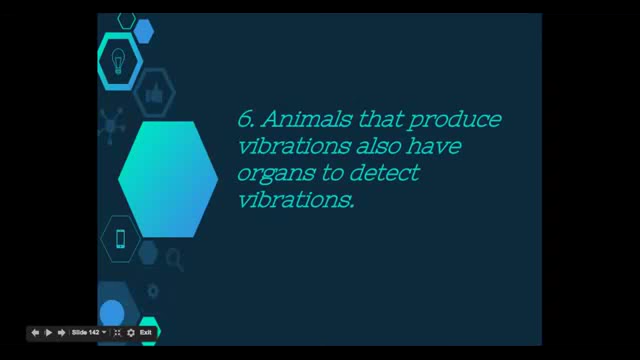 6. Animals that produce
vibrations also have
organs to detect
vibrations.
Slide 142
Exit